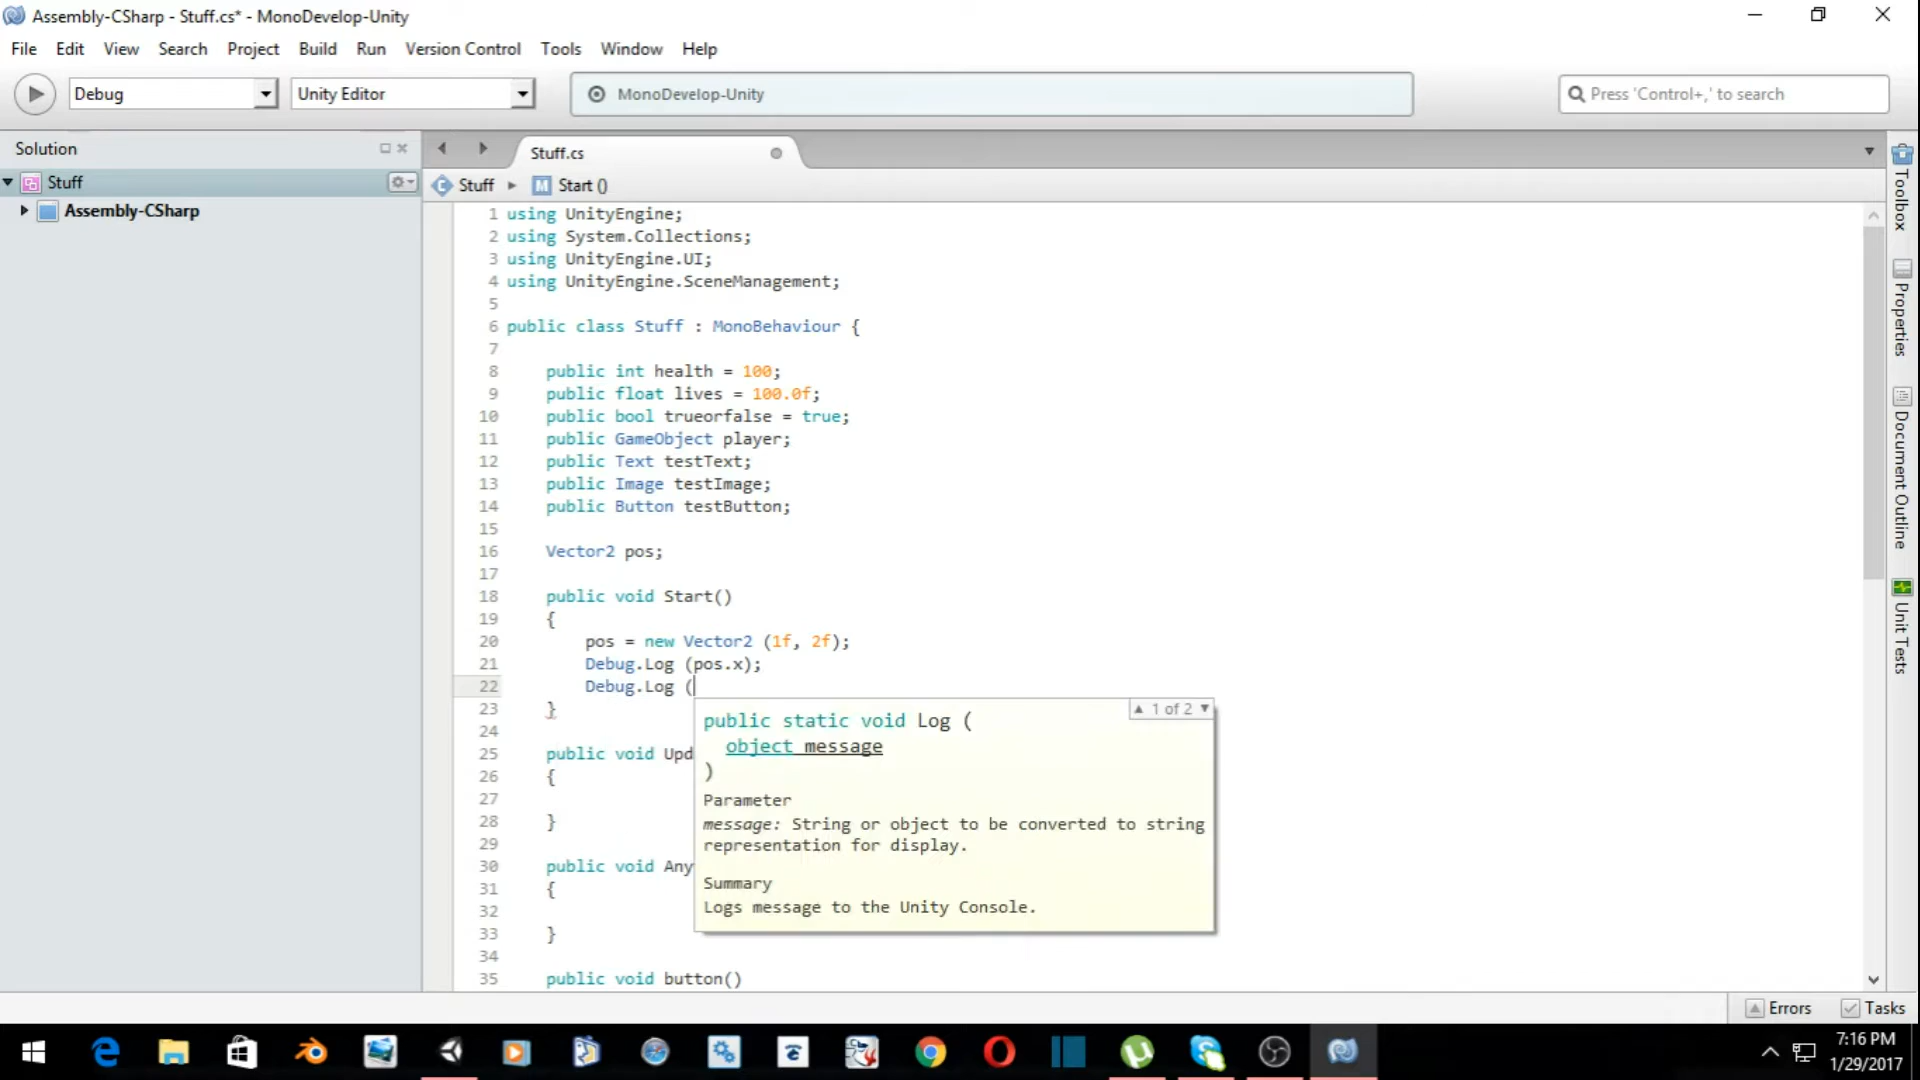 Assembly-CSharp - Stuff.cs* - MonoDevelop-Unity
File Edit View Search Project Build Run Version Control Tools Window Help
Debug Unity Editor MonoDevelop-Unity Press 'Control+,' to search
Solution
Stuff
Assembly-CSharp
Stuff.cs
Stuff Start ()
1 using UnityEngine;
2 using System.Collections;
3 using UnityEngine.UI;
4 using UnityEngine.SceneManagement;
5
6 public class Stuff : MonoBehaviour {
7
8 public int health = 100;
9 public float lives = 100.0f;
10 public bool trueorfalse = true;
11 public GameObject player;
12 public Text testText;
13 public Image testImage;
14 public Button testButton;
15
16 Vector2 pos;
17
18 public void Start()
19 {
20 pos = new Vector2 (1f, 2f);
21 Debug.Log (pos.x);
22 Debug.Log (
23 }
24
25 public void Upd
26 {
27
28 }
29
30 public void Any
31 {
32
33 }
34
35 public void button()
1 of 2
public static void Log (
object message
)
Parameter
message: String or object to be converted to string
representation for display.
Summary
Logs message to the Unity Console.
Toolbox
Properties
Document Outline
Unit Tests
Errors Tasks
7:16 PM
1/29/2017